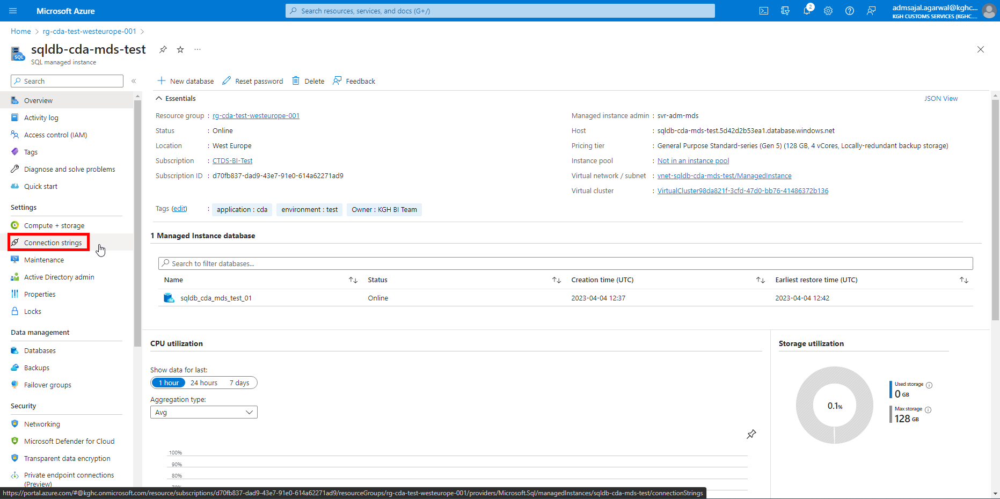 Microsoft Azure
Search resources, services, and docs (G+/)
2
admsajal.agarwal@kghc...
KGH CUSTOMS SERVICES (KGHC....
Home > rg-cda-test-westeurope-001 >
SQL
sqldb-cda-mds-test
...
SQL managed instance
Search
«
New database
Reset password
Delete
Feedback
Overview
Activity log
Access control (IAM)
Tags
Diagnose and solve problems
Quick start
Settings
Compute + storage
Connection strings
Maintenance
Active Directory admin
Properties
Locks
Data management
Databases
Backups
Failover groups
Security
Networking
Microsoft Defender for Cloud
Transparent data encryption
Private endpoint connections
(Preview)
Essentials
JSON View
Resource group : rg-cda-test-westeurope-001
Status : Online
Location : West Europe
Subscription : CTDS-BI-Test
Subscription ID : d70fb837-dad9-43e7-91e0-614a62271ad9
Managed instance admin : svr-adm-mds
Host : sqldb-cda-mds-test.5d42d2b53ea1.database.windows.net
Pricing tier : General Purpose Standard-series (Gen 5) (128 GB, 4 vCores, Locally-redundant backup storage)
Instance pool : Not in an instance pool
Virtual network / subnet : vnet-sqldb-cda-mds-test/ManagedInstance
Virtual cluster : VirtualCluster98da821f-3cfd-47d0-bb76-41486372b136
Tags (edit) : application : cda environment : test Owner : KGH BI Team
1 Managed Instance database
Search to filter databases...
Name Status Creation time (UTC) Earliest restore time (UTC)
sqldb_cda_mds_test_01 Online 2023-04-04 12:37 2023-04-04 12:42
CPU utilization
Show data for last:
1 hour 24 hours 7 days
Aggregation type:
Avg
100%
90%
80%
Storage utilization
0.1%
Used storage
0 GB
Max storage
128 GB
https://portal.azure.com/#@kghc.onmicrosoft.com/resource/subscriptions/d70fb837-dad9-43e7-91e0-614a62271ad9/resourceGroups/rg-cda-test-westeurope-001/providers/Microsoft.Sql/managedInstances/sqldb-cda-mds-test/connectionStrings